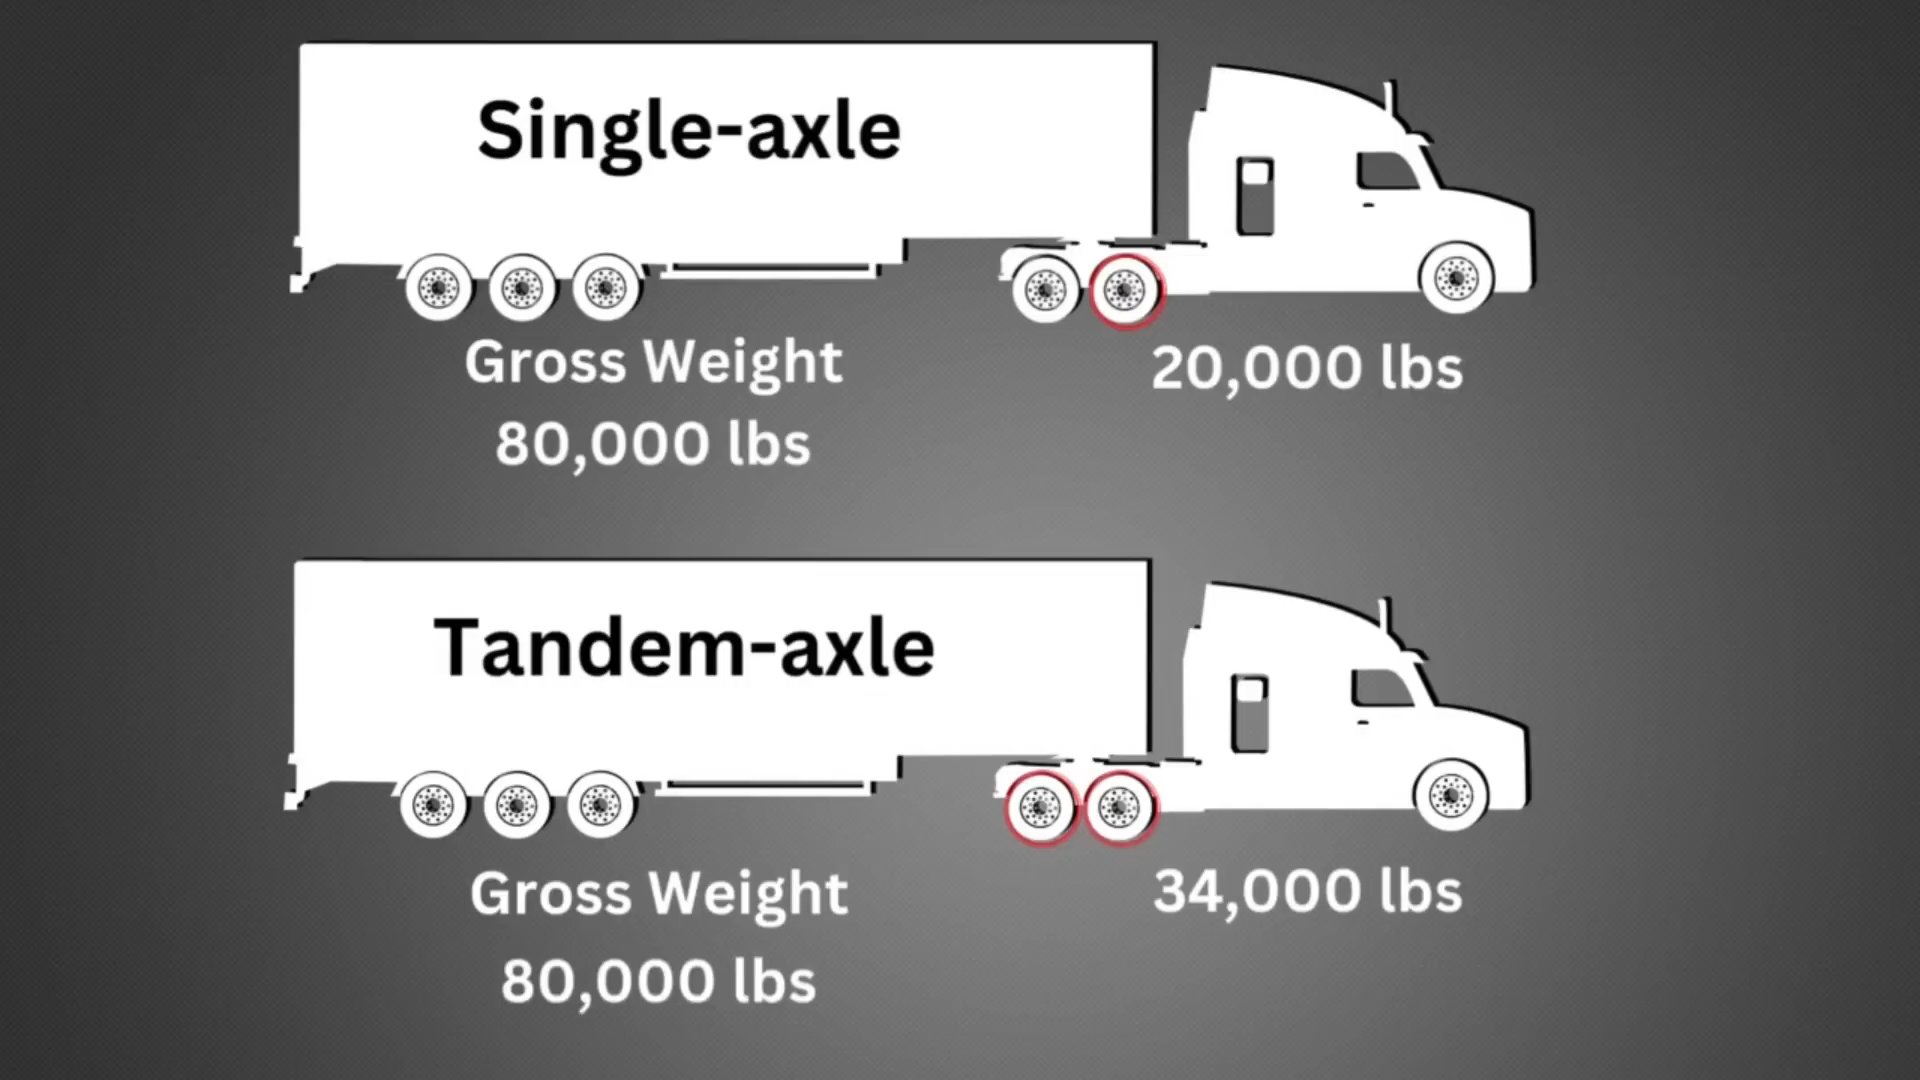 Single-axle
Gross Weight
80,000 lbs
20,000 lbs
Tandem-axle
Gross Weight
80,000 lbs
34,000 lbs